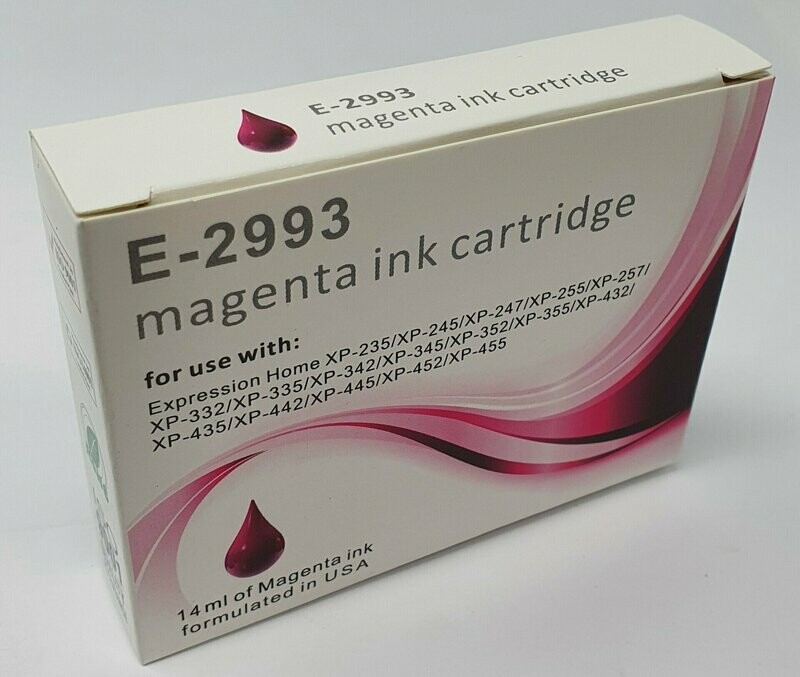 E-2993
magenta ink cartridge
E-2993
magenta ink cartridge
for use with:
Expression Home XP-235/XP-245/XP-247/XP-255/XP-257/
XP-332/XP-335/XP-342/XP-345/XP-352/XP-355/XP-432/
XP-435/XP-442/XP-445/XP-452/XP-455
14ml of Magenta ink
formulated in USA